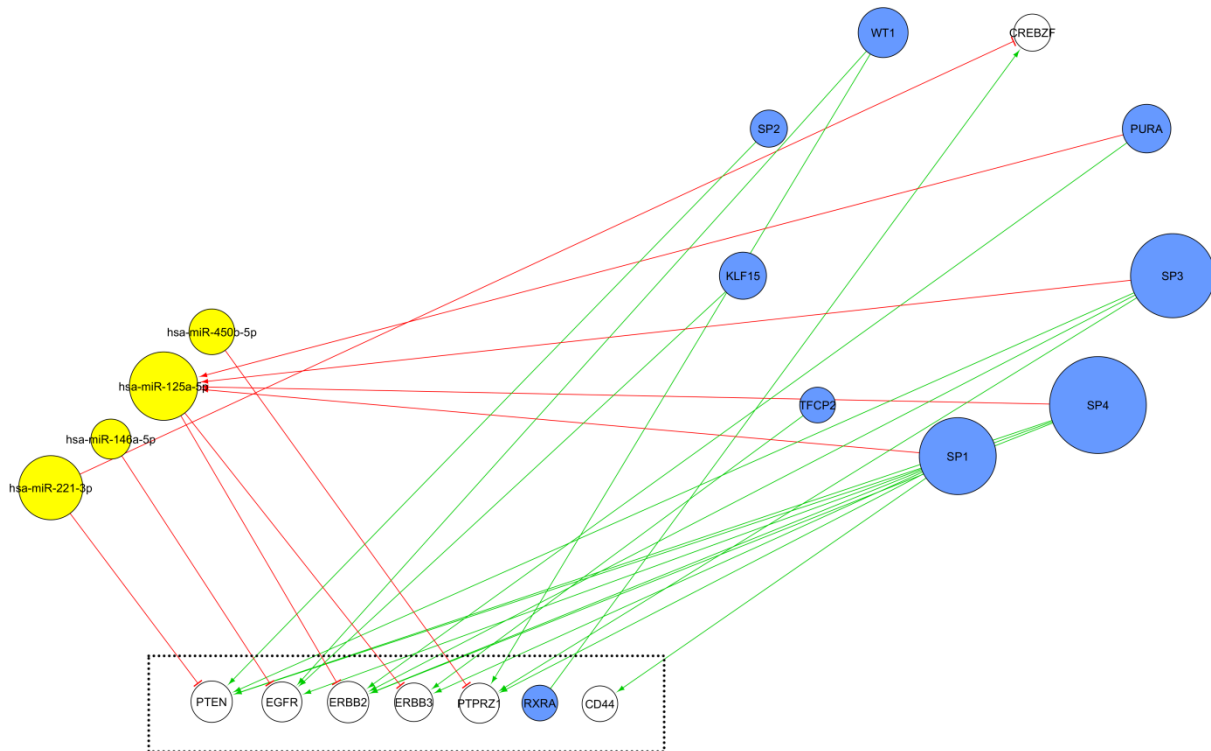 WT1
CREBZF
SP2
PURA
KLF15
SP3
hsa-miR-450b-5p
hsa-miR-125a-5p
TFCP2
SP4
hsa-miR-146a-5p
SP1
hsa-miR-221-3p
PTEN
EGFR
ERBB2
ERBB3
PTPRZ1
RXRA
CD44